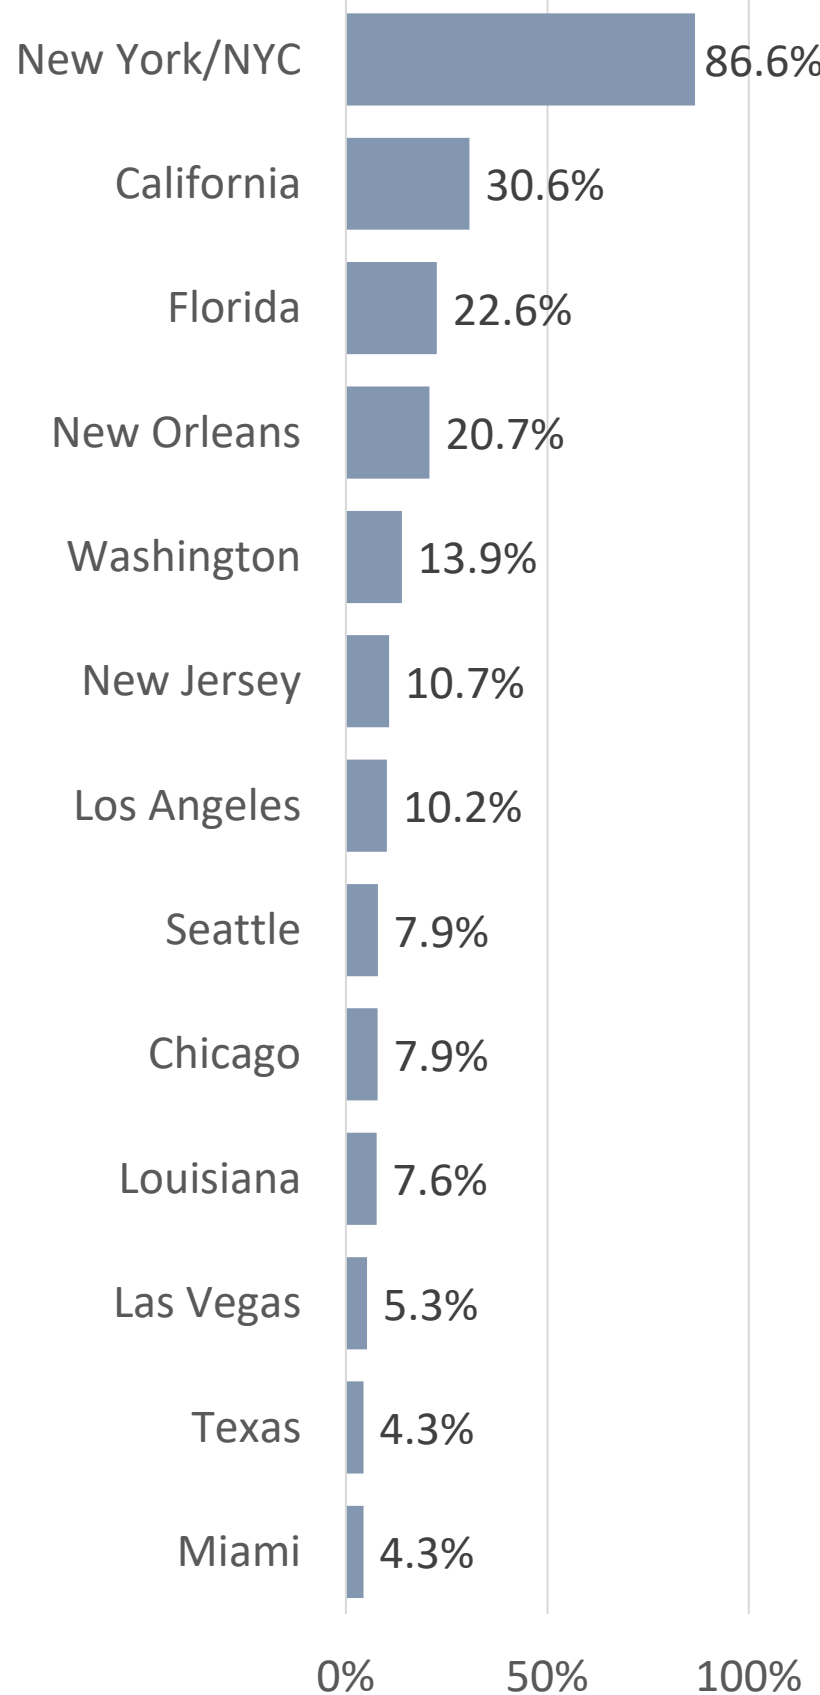 New York/NYC 86.6%
California 30.6%
Florida 22.6%
New Orleans 20.7%
Washington 13.9%
New Jersey 10.7%
Los Angeles 10.2%
Seattle 7.9%
Chicago 7.9%
Louisiana 7.6%
Las Vegas 5.3%
Texas 4.3%
Miami 4.3%
0% 50% 100%